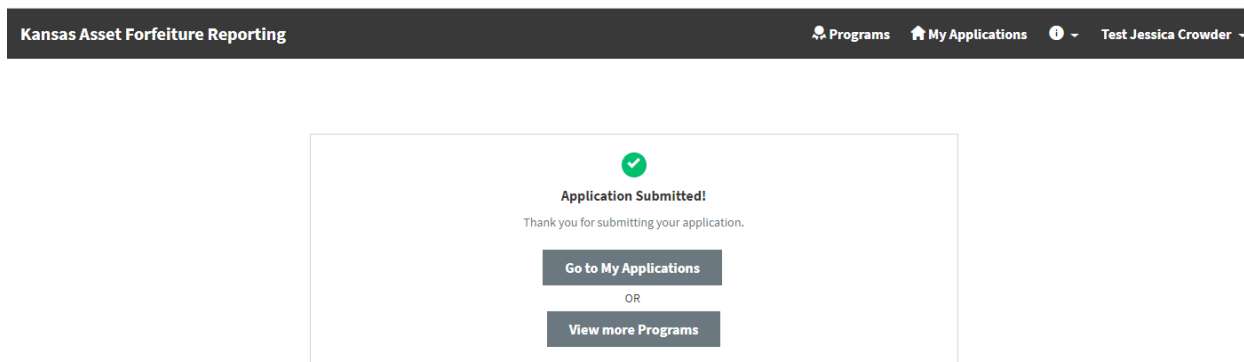 Kansas Asset Forfeiture Reporting Programs My Applications Test Jessica Crowder
Application Submitted!
Thank you for submitting your application.
Go to My Applications
OR
View more Programs